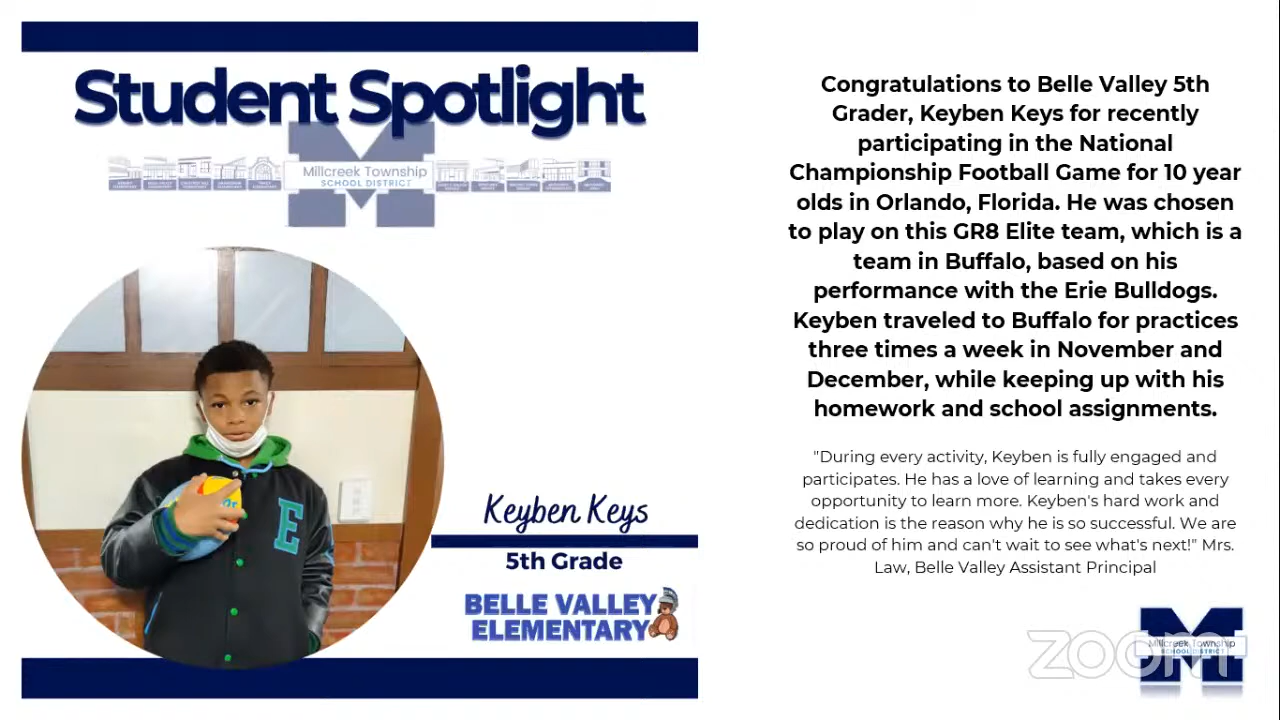 Student Spotlight
Millcreek Township
SCHOOL DISTRICT
E
Keyben Keys
5th Grade
BELLE VALLEY
ELEMENTARY
Congratulations to Belle Valley 5th
Grader, Keyben Keys for recently
participating in the National
Championship Football Game for 10 year
olds in Orlando, Florida. He was chosen
to play on this GR8 Elite team, which is a
team in Buffalo, based on his
performance with the Erie Bulldogs.
Keyben traveled to Buffalo for practices
three times a week in November and
December, while keeping up with his
homework and school assignments.
"During every activity, Keyben is fully engaged and
participates. He has a love of learning and takes every
opportunity to learn more. Keyben's hard work and
dedication is the reason why he is so successful. We are
so proud of him and can't wait to see what's next!" Mrs.
Law, Belle Valley Assistant Principal
zoom
Millcreek Township
SCHOOL DISTRICT